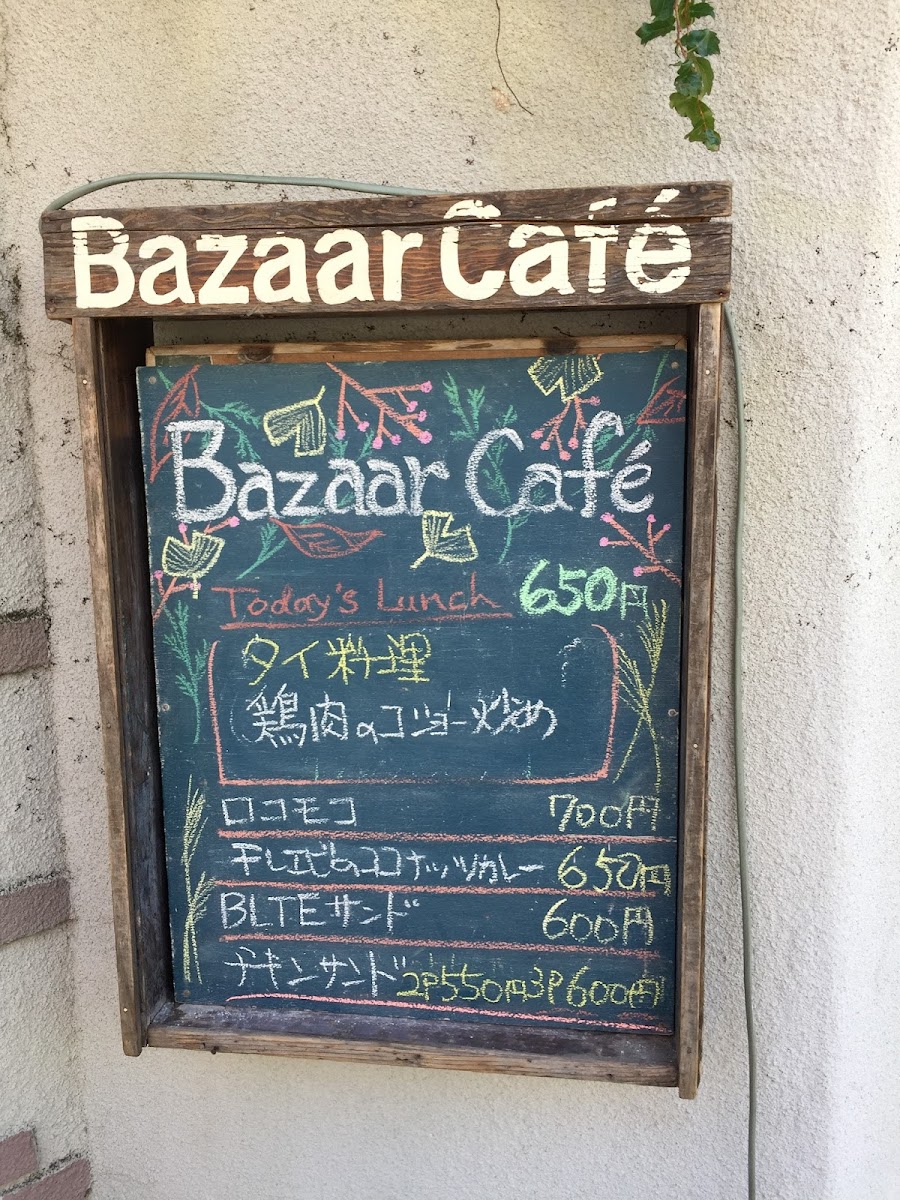 Bazaar Café
Bazaar Café
Today's Lunch 650円
タイ料理
鶏肉のコショー炒め
ロコモコ 700円
干しエビのココナッツカレー 650円
BLTEサンド 600円
チキンサンド 2P550円 3P600円